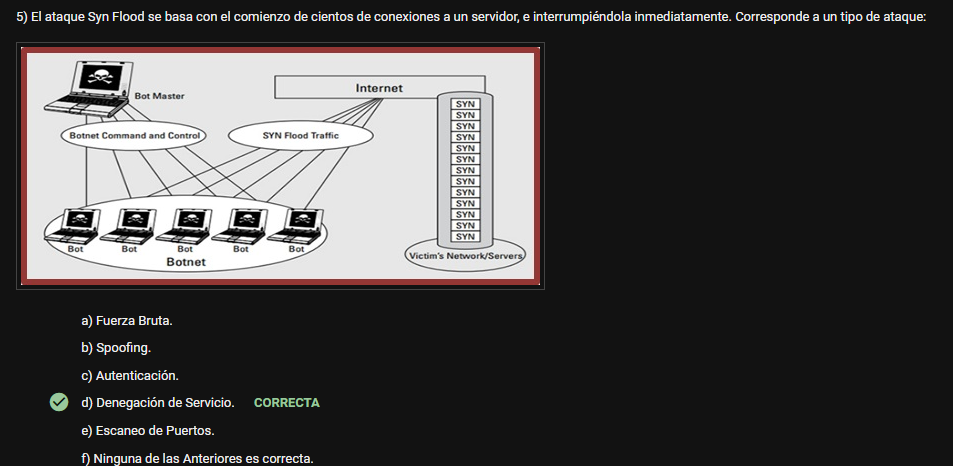 5) El ataque Syn Flood se basa con el comienzo de cientos de conexiones a un servidor, e interrumpiéndola inmediatamente. Corresponde a un tipo de ataque:
Bot Master
Internet
Botnet Command and Control
SYN Flood Traffic
SYN
SYN
SYN
SYN
SYN
SYN
SYN
SYN
SYN
SYN
SYN
SYN
SYN
Bot
Bot
Bot
Bot
Bot
Botnet
Victim's Network/Servers
a) Fuerza Bruta.
b) Spoofing.
c) Autenticación.
d) Denegación de Servicio. CORRECTA
e) Escaneo de Puertos.
f) Ninguna de las Anteriores es correcta.